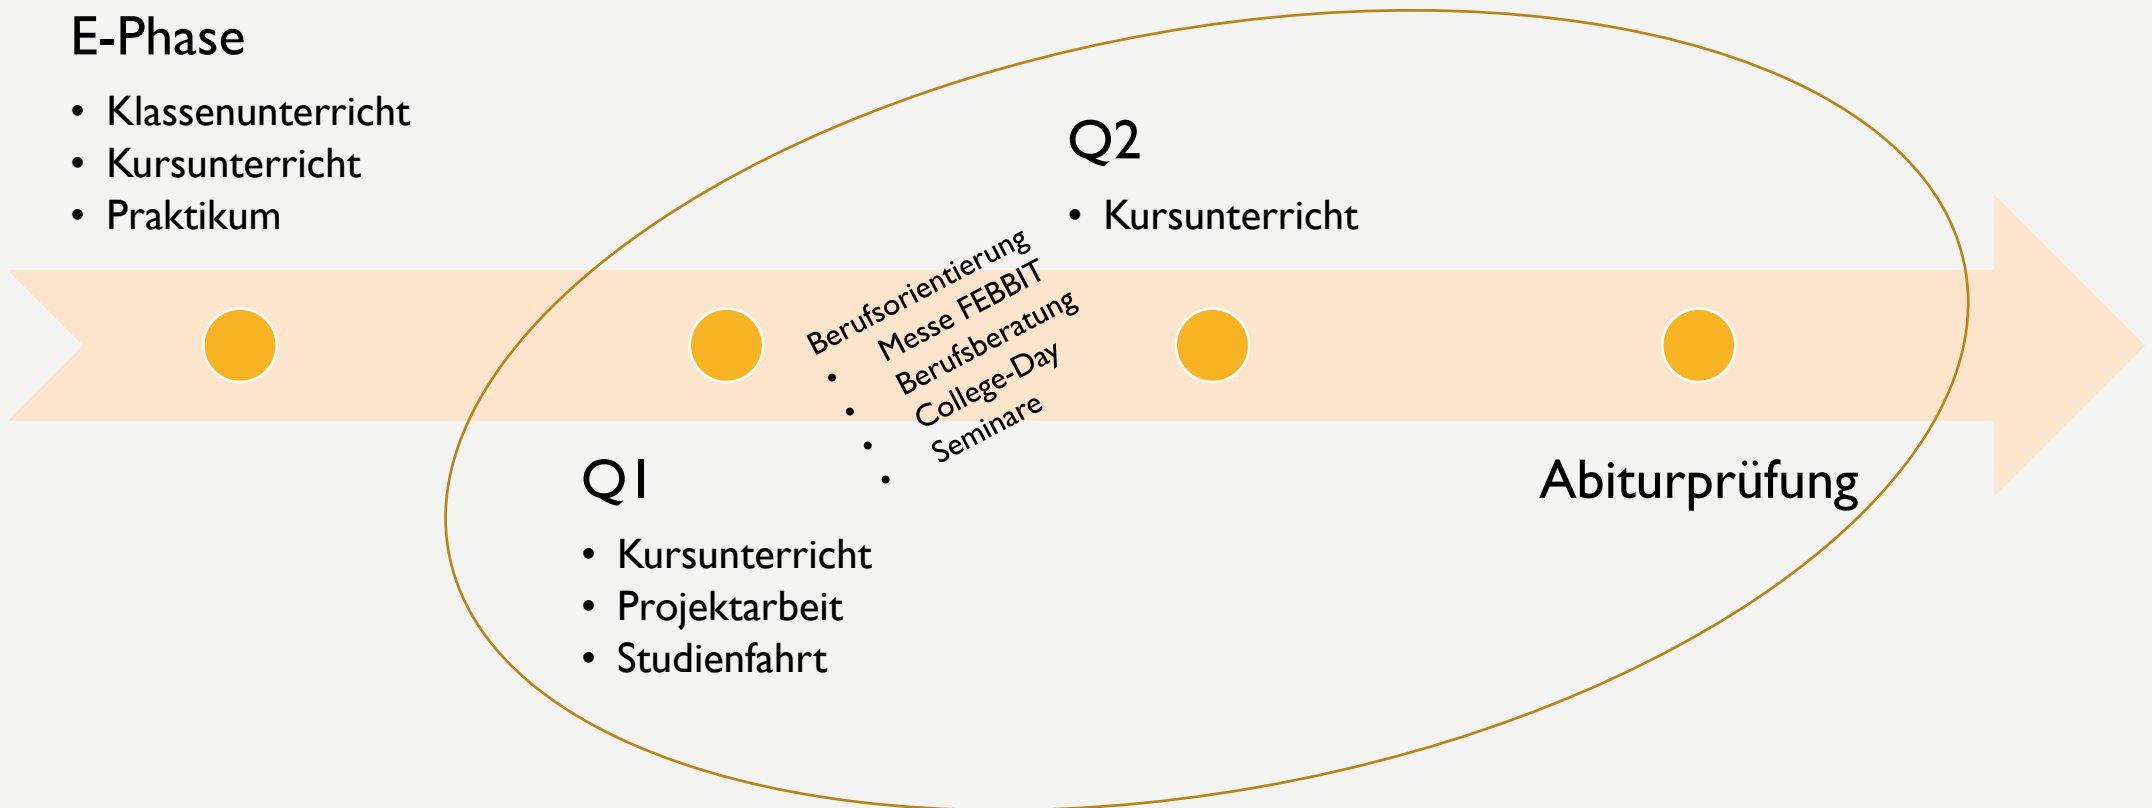 E-Phase
• Klassenunterricht
• Kursunterricht
• Praktikum
Q2
• Kursunterricht
Berufsorientierung
• Messe FEBBIT
• Berufsberatung
• College-Day
• Seminare
Q1
• Kursunterricht
• Projektarbeit
• Studienfahrt
Abiturprüfung